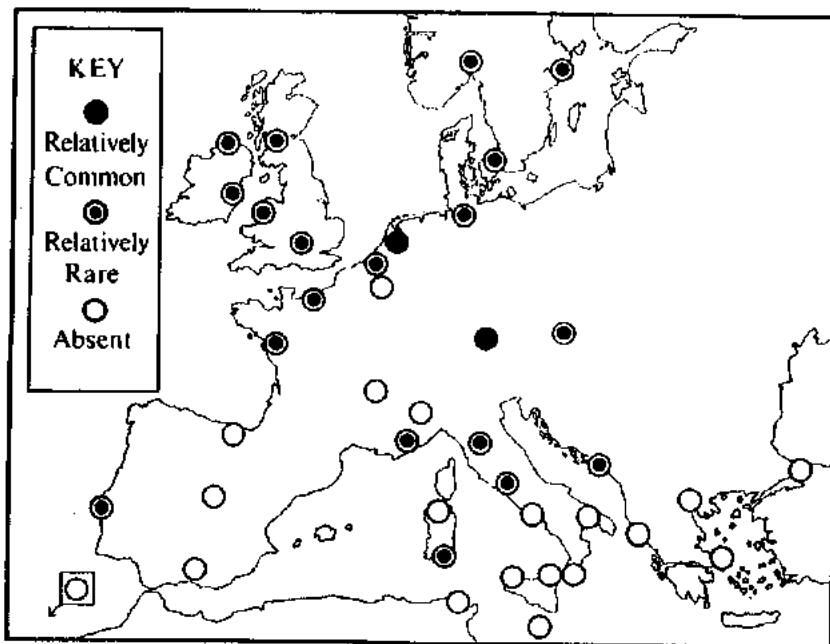 KEY
Relatively
Common
Relatively
Rare
Absent